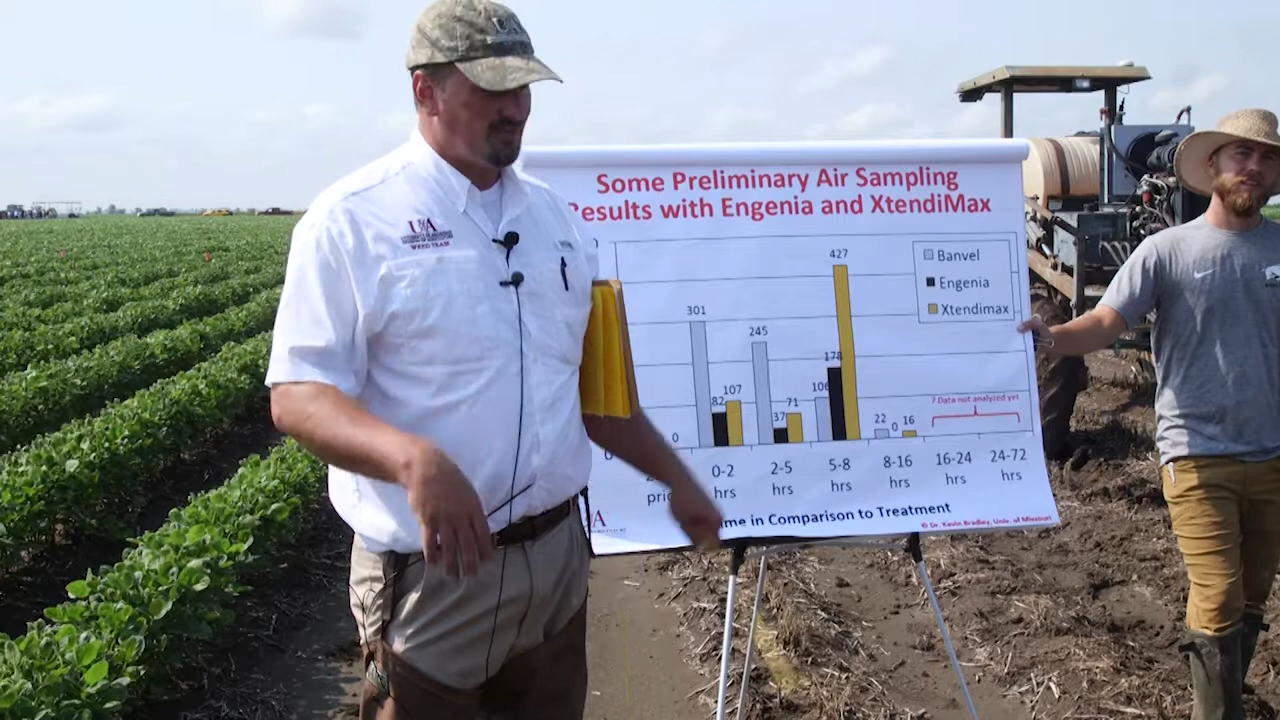 UA
WEED TEAM
Some Preliminary Air Sampling
Results with Engenia and XtendiMax
Banvel
Engenia
Xtendimax
301
82
107
245
37
71
106
178
427
22
0
16
? Data not analyzed yet
0
0
0-2 hrs
2-5 hrs
5-8 hrs
8-16 hrs
16-24 hrs
24-72 hrs
in Comparison to Treatment
© Dr. Kevin Bradley, Univ. of Missouri